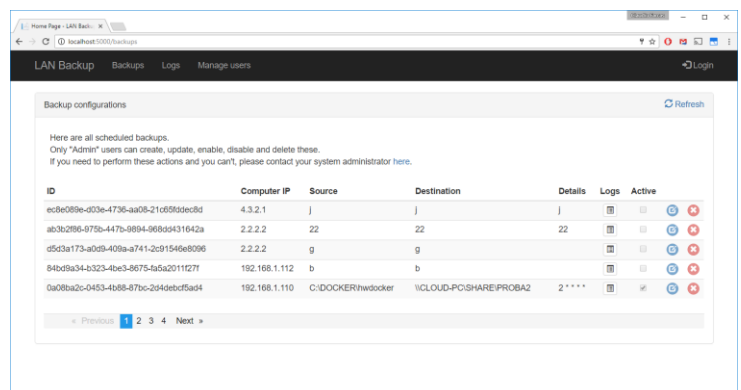 Home Page - LAN Back
localhost:5000/backups
LAN Backup Backups Logs Manage users Login
Backup configurations Refresh
Here are all scheduled backups.
Only "Admin" users can create, update, enable, disable and delete these.
If you need to perform these actions and you can't, please contact your system administrator here.
ID Computer IP Source Destination Details Logs Active
ec8e089e-d03e-4736-aa08-21c65fddec8d 4.3.2.1 j j j
ab3b2f86-975b-447b-9894-968dd431642a 2.2.2.2 22 22 22
d5d3a173-a0d9-409a-a741-2c91546e8096 2.2.2.2 g g
84bd9a34-b323-4be3-8675-fa5a2011f27f 192.168.1.112 b b
0a08ba2c-0453-4b88-87bc-2d4debcf5ad4 192.168.1.110 C:\DOCKER\hwdocker \\CLOUD-PC\SHARE\PROBA2 2 * * * *
« Previous 1 2 3 4 Next »